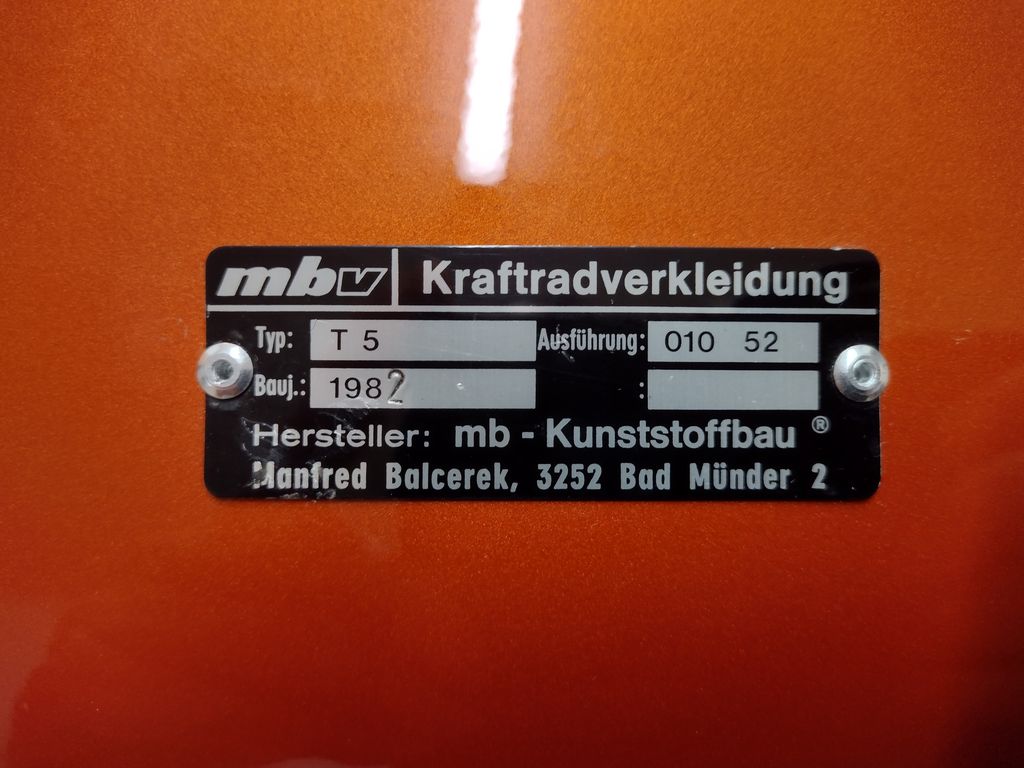 mbv Kraftradverkleidung
Typ: T 5 Ausführung: 010 52
Bauj.: 1982 :
Hersteller: mb - Kunststoffbau ®
Manfred Balcerek, 3252 Bad Münder 2